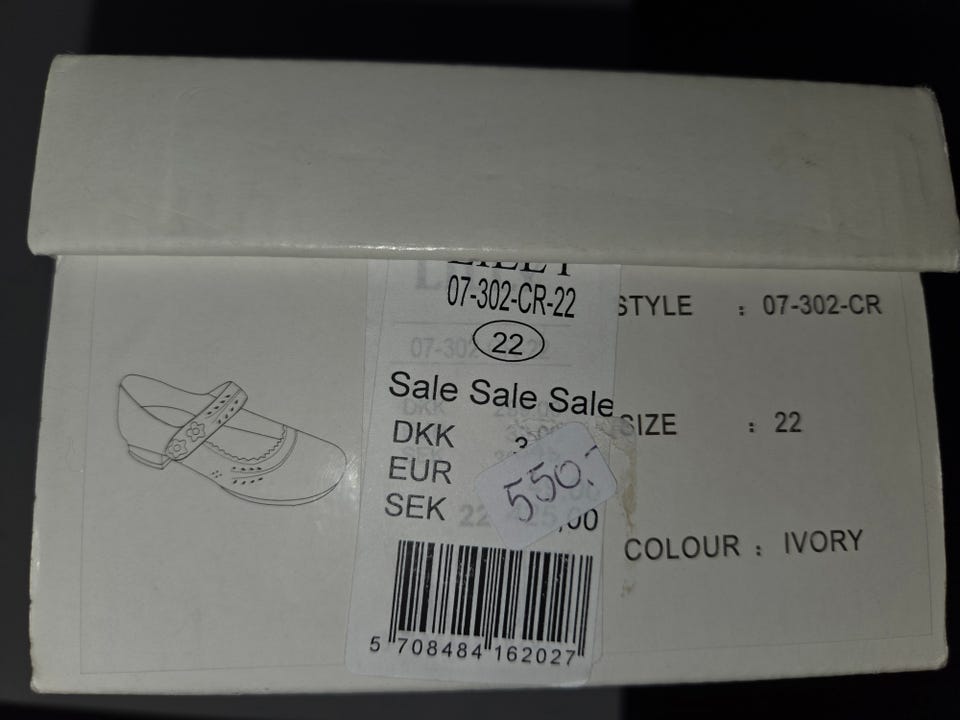 07-302-CR-22
22
Sale Sale Sale
DKK
EUR
SEK ,00
550.-
5 708484 162027
STYLE : 07-302-CR
SIZE : 22
COLOUR : IVORY